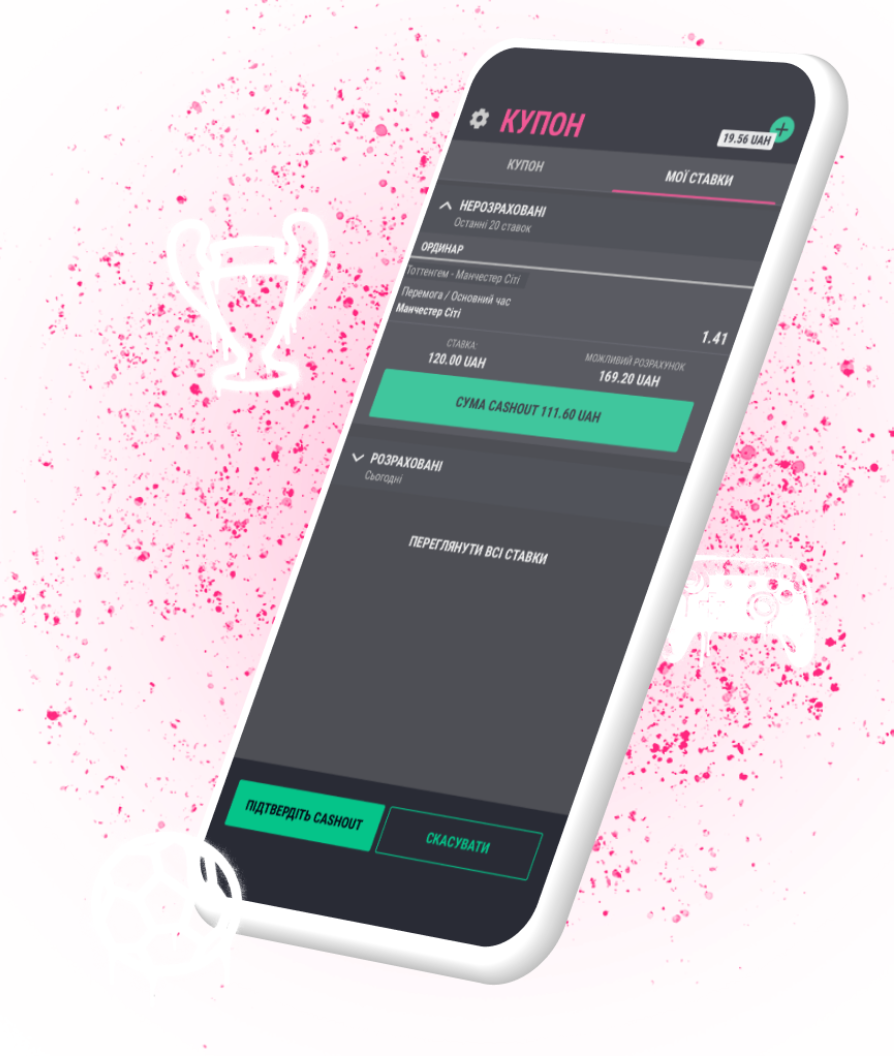 КУПОН
19.56 UAH
КУПОН
МОЇ СТАВКИ
НЕРОЗРАХОВАНІ
Останні 20 ставок
ОРДИНАР
Тоттенгем - Манчестер Сіті
Перемога / Основний час
Манчестер Сіті
1.41
СТАВКА:
120.00 UAH
МОЖЛИВИЙ РОЗРАХУНОК
169.20 UAH
СУМА CASHOUT 111.60 UAH
РОЗРАХОВАНІ
Сьогодні
ПЕРЕГЛЯНУТИ ВСІ СТАВКИ
ПІДТВЕРДІТЬ CASHOUT
СКАСУВАТИ